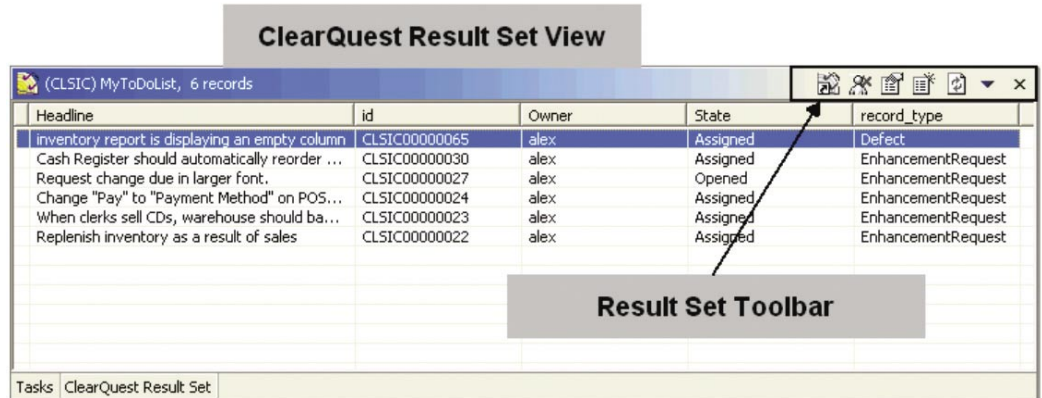 ClearQuest Result Set View
(CLSIC) MyToDoList, 6 records
Headline id Owner State record_type
inventory report is displaying an empty column CLSIC00000065 alex Assigned Defect
Cash Register should automatically reorder ... CLSIC00000030 alex Assigned EnhancementRequest
Request change due in larger font. CLSIC00000027 alex Opened EnhancementRequest
Change "Pay" to "Payment Method" on POS... CLSIC00000024 alex Assigned EnhancementRequest
When clerks sell CDs, warehouse should ba... CLSIC00000023 alex Assigned EnhancementRequest
Replenish inventory as a result of sales CLSIC00000022 alex Assigned EnhancementRequest
Result Set Toolbar
Tasks ClearQuest Result Set